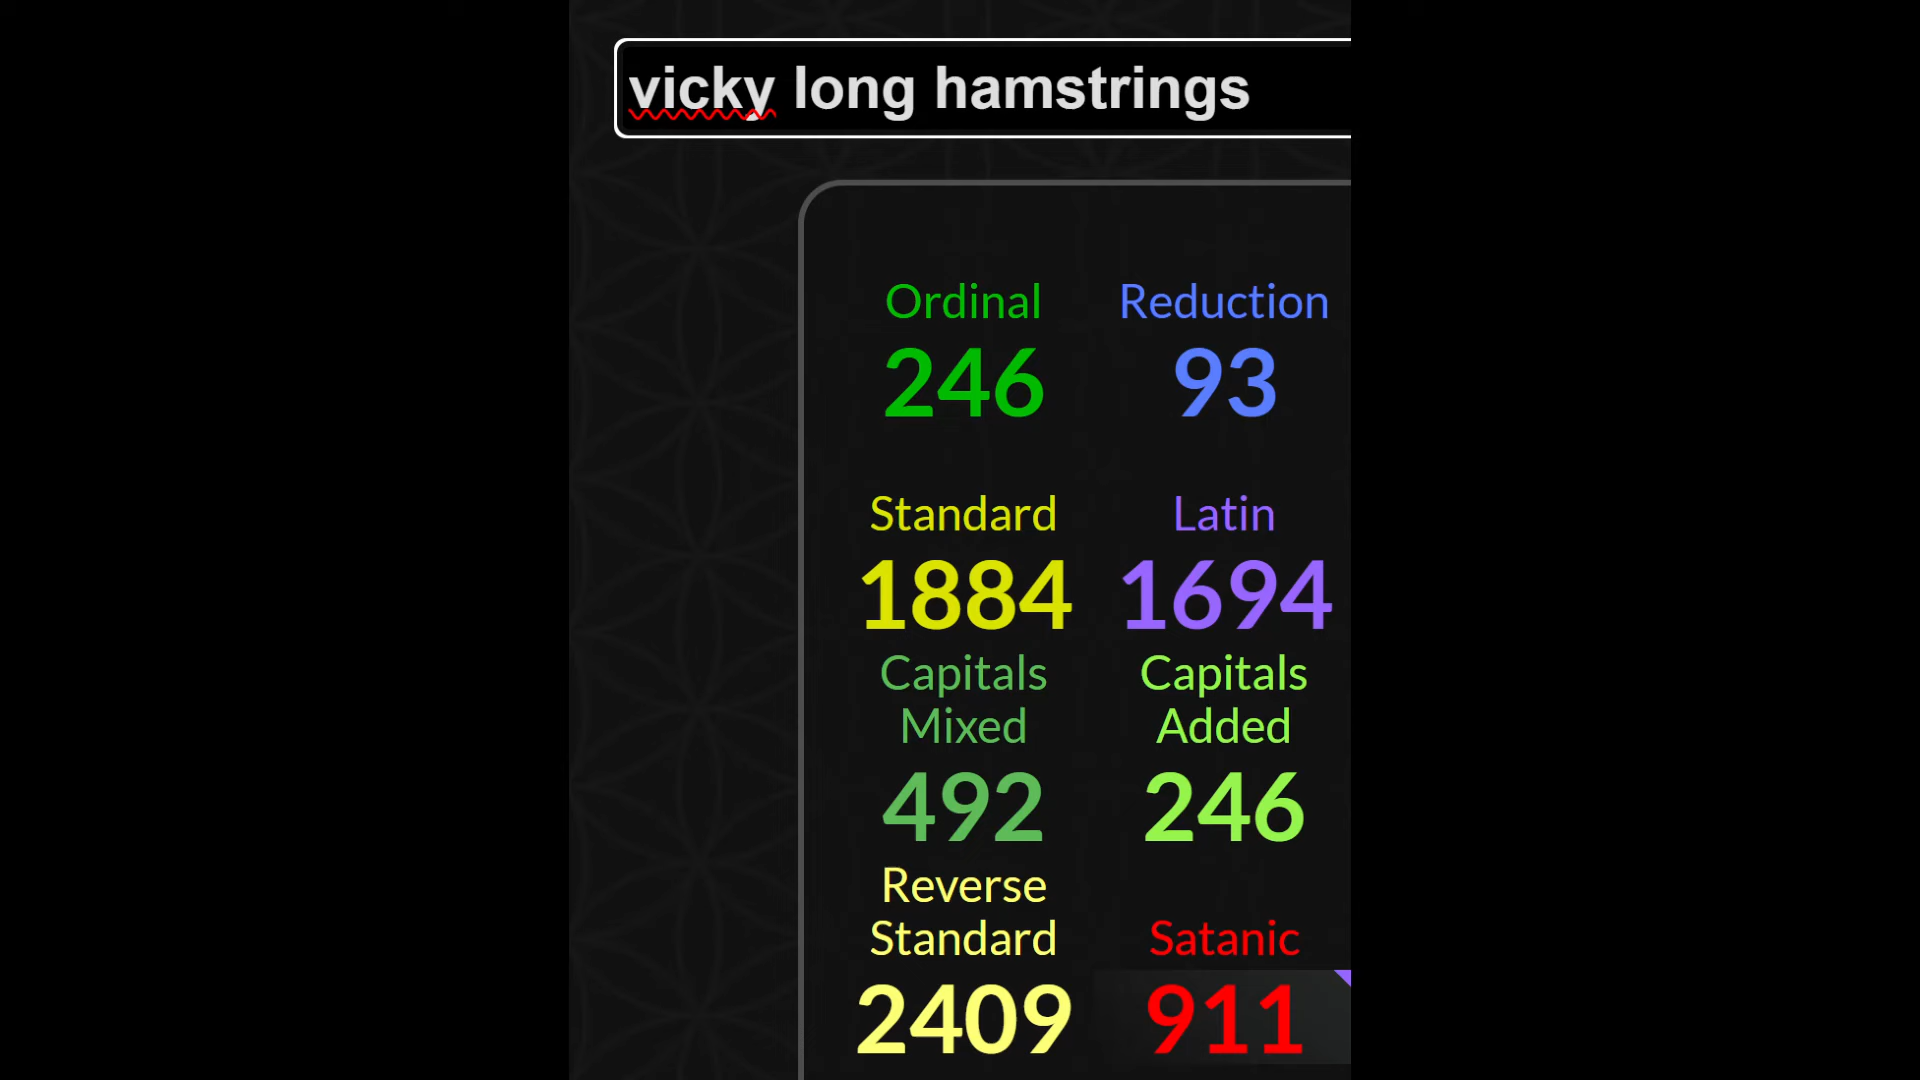 vicky long hamstrings
Ordinal Reduction
246 93
Standard Latin
1884 1694
Capitals Capitals
Mixed Added
492 246
Reverse
Standard Satanic
2409 911